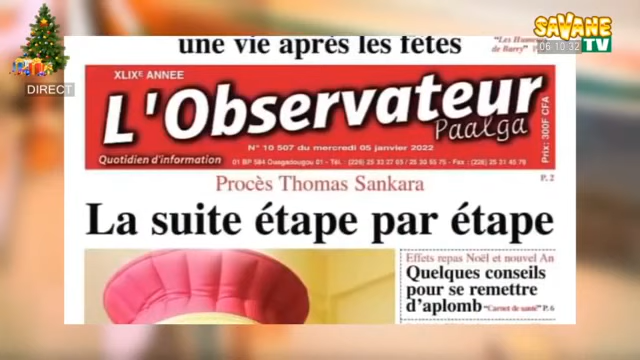 SAVANE
TV
06:10:32
DIRECT
une vie après les fêtes
"Les Humeurs
de Barry"
XLIXᵉ ANNEE
L'Observateur
Paalga
N° 10 507 du mercredi 05 janvier 2022
Quotidien d'information
01 BP 584 Ouagadougou 01 - Tél.: (226) 25 33 27 05 / 25 30 65 75 - Fax : (226) 25 31 45 79
Prix: 300F CFA
P. 2
Procès Thomas Sankara
La suite étape par étape
Effets repas Noël et nouvel An
Quelques conseils
pour se remettre
d'aplomb "Carnet de santé" P. 6